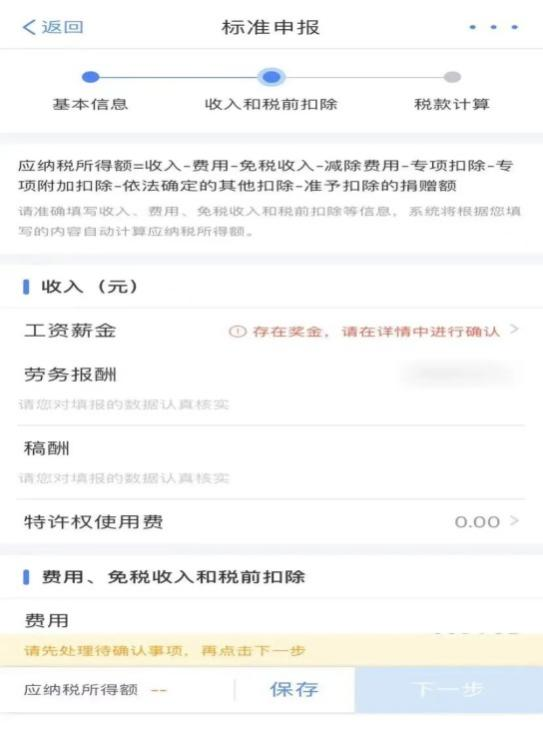 返回
标准申报
基本信息
收入和税前扣除
税款计算
应纳税所得额=收入-费用-免税收入-减除费用-专项扣除-专
项附加扣除-依法确定的其他扣除-准予扣除的捐赠额
请准确填写收入、费用、免税收入和税前扣除等信息，系统将根据您填
写的内容自动计算应纳税所得额。
收入（元）
工资薪金 存在奖金，请在详情中进行确认
劳务报酬
请您对填报的数据认真核实
稿酬
请您对填报的数据认真核实
特许权使用费 0.00
费用、免税收入和税前扣除
费用
请先处理待确认事项，再点击下一步
应纳税所得额 -- 保存 下一步